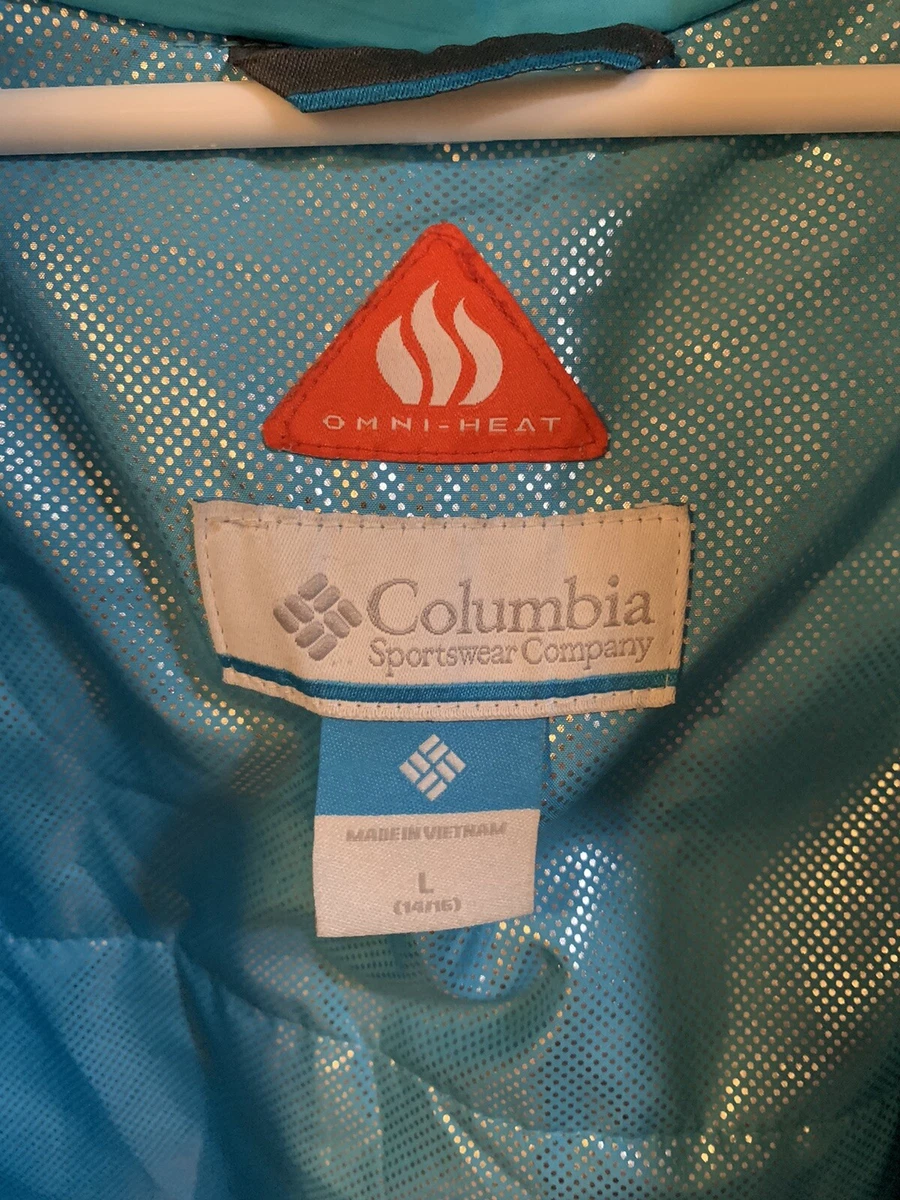 OMNI-HEAT
Columbia
Sportswear Company
MADE IN VIETNAM
L
(14/16)